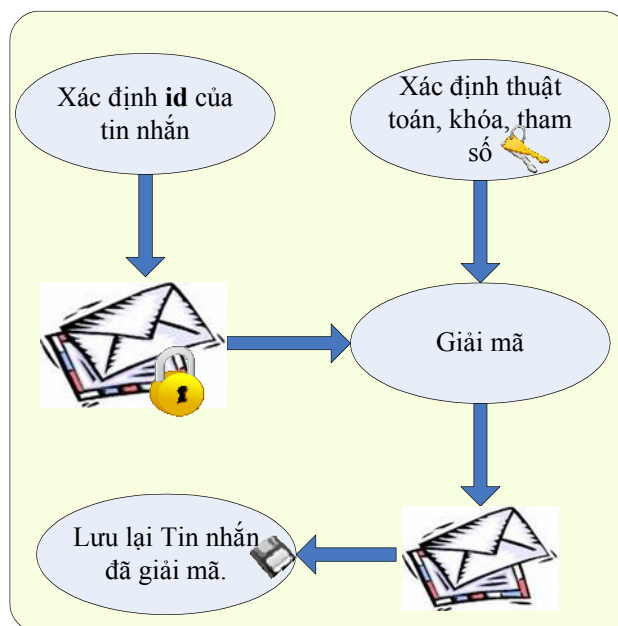 Xác định id của
tin nhắn
Xác định thuật
toán, khóa, tham
số
Giải mã
Lưu lại Tin nhắn
đã giải mã.